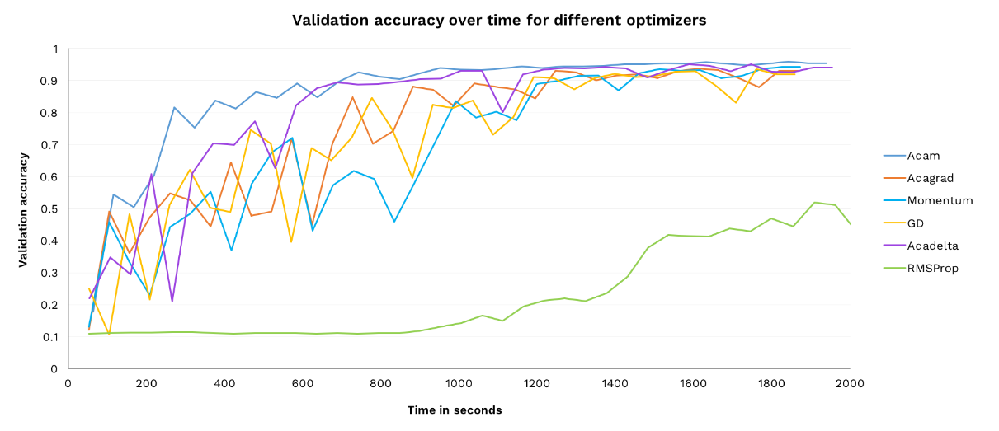 Validation accuracy over time for different optimizers
1
0.9
0.8
0.7
0.6
0.5
0.4
0.3
0.2
0.1
0
Validation accuracy
0 200 400 600 800 1000 1200 1400 1600 1800 2000
Time in seconds
Adam
Adagrad
Momentum
GD
Adadelta
RMSProp